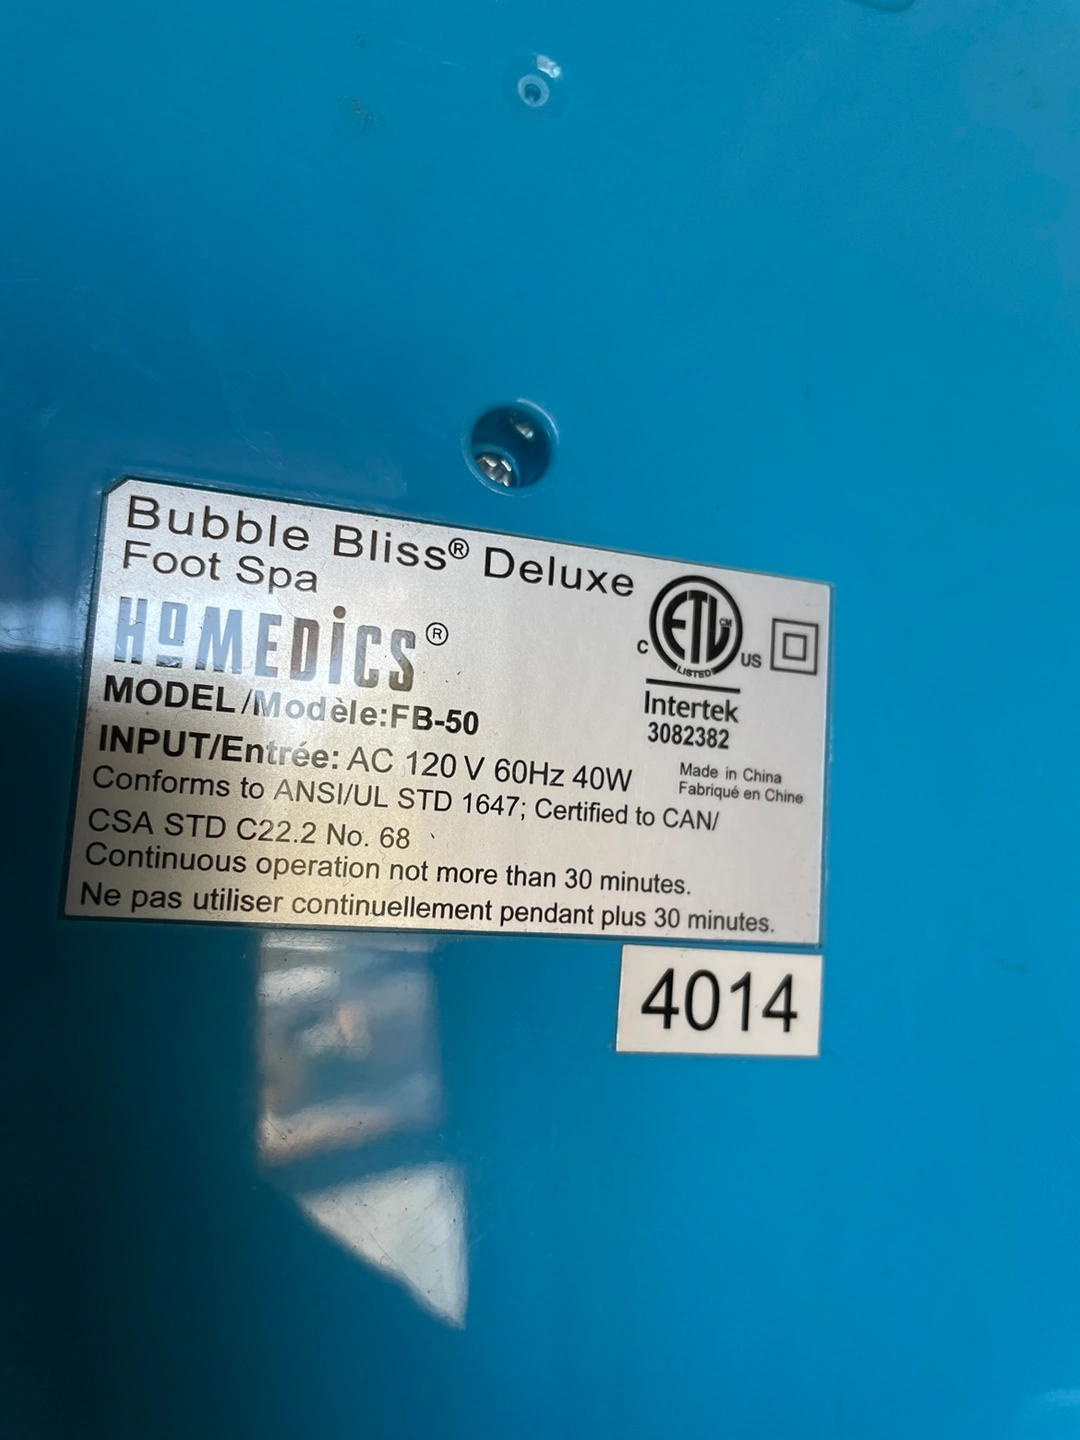 Bubble Bliss® Deluxe
Foot Spa
HOMEDICS®
MODEL/Modèle:FB-50
INPUT/Entrée: AC 120 V 60Hz 40W
Conforms to ANSI/UL STD 1647; Certified to CAN/
CSA STD C22.2 No. 68
Continuous operation not more than 30 minutes.
Ne pas utiliser continuellement pendant plus 30 minutes.
ETL CM
LISTED
C US
Intertek
3082382
Made in China
Fabriqué en Chine
4014